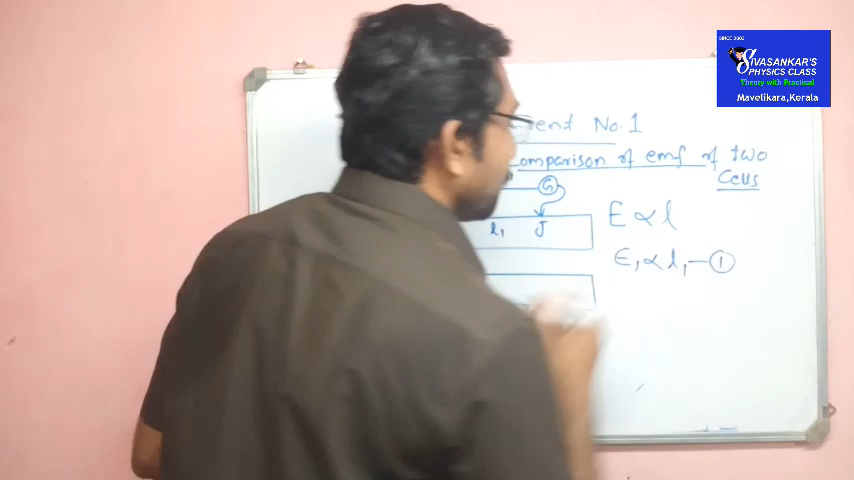 SINCE 2002
SIVASANKAR'S
PHYSICS CLASS
Theory with Practical
Mavelikara,Kerala
No.1
omparison of emf of two
Cells
G
E ∝ l
l₁ J
E₁ ∝ l₁ — ①